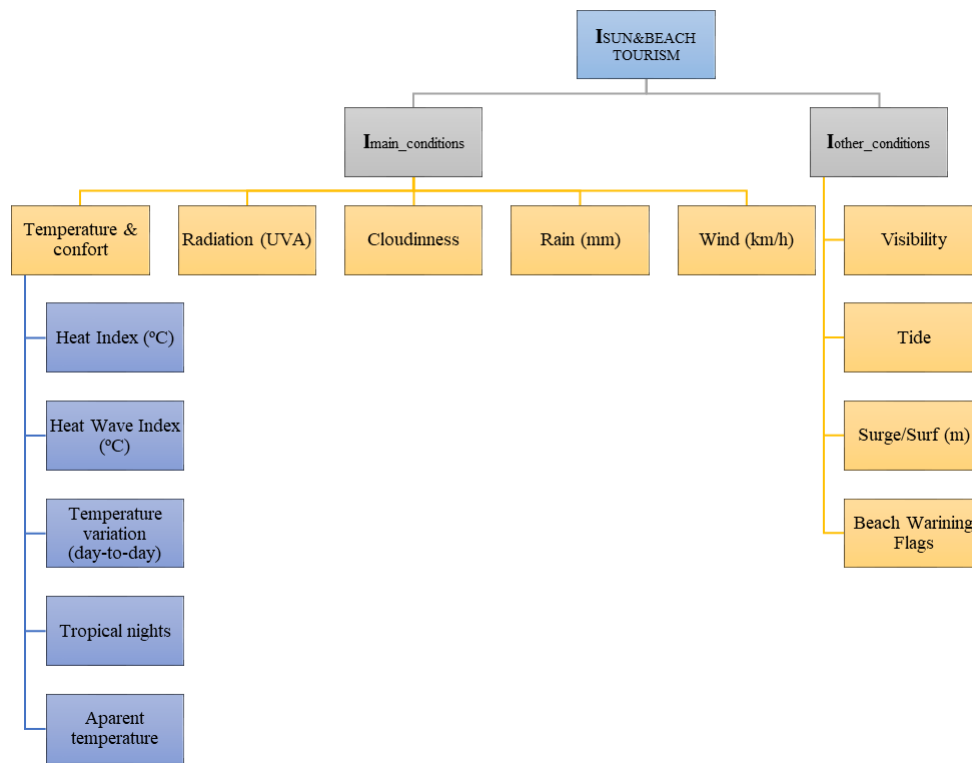 ISUN&BEACH
TOURISM
Imain_conditions
Iother_conditions
Temperature &
confort
Radiation (UVA)
Cloudinness
Rain (mm)
Wind (km/h)
Visibility
Heat Index (ºC)
Tide
Heat Wave Index
(ºC)
Surge/Surf (m)
Temperature
variation
(day-to-day)
Beach Warining
Flags
Tropical nights
Aparent
temperature